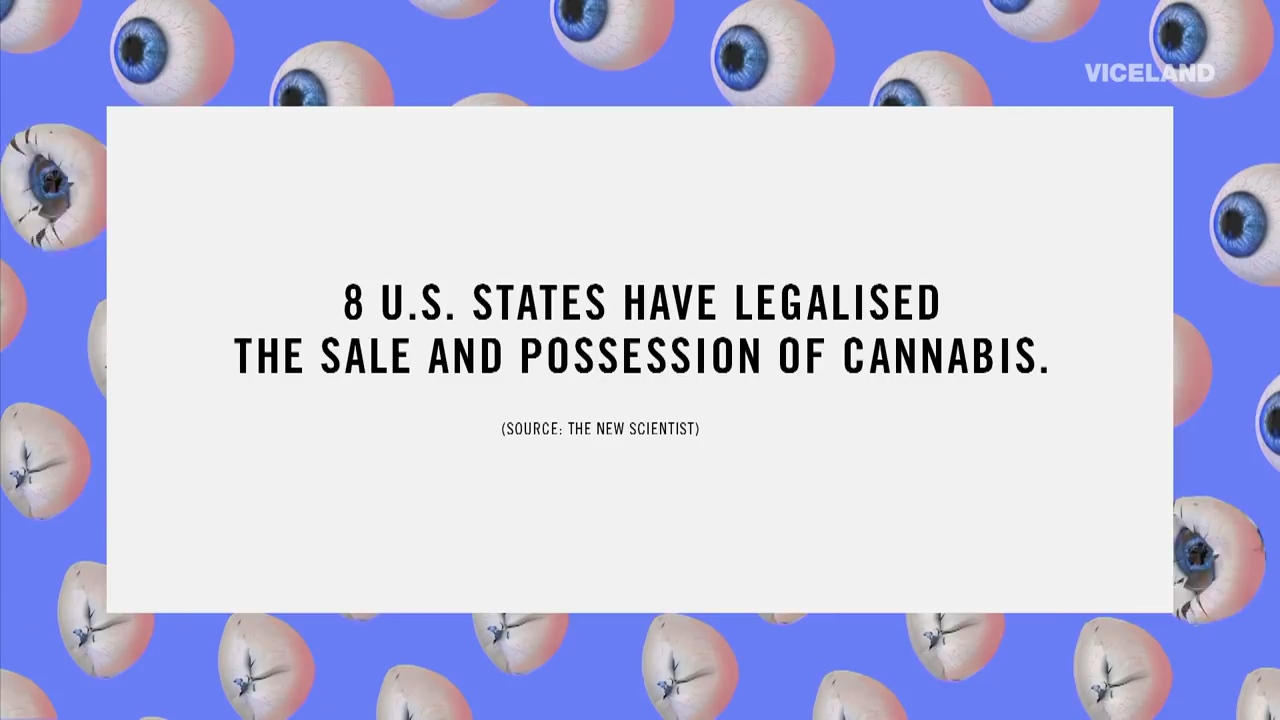 VICELAND
8 U.S. STATES HAVE LEGALISED
THE SALE AND POSSESSION OF CANNABIS.
(SOURCE: THE NEW SCIENTIST)